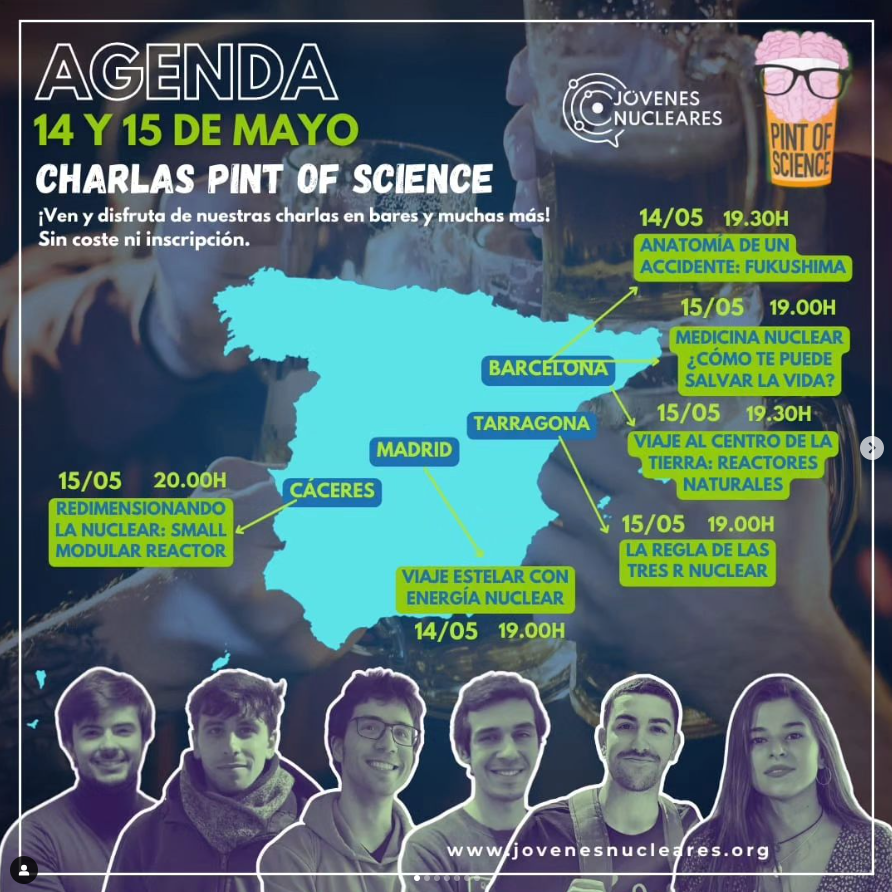 AGENDA
14 Y 15 DE MAYO
CHARLAS PINT OF SCIENCE
¡Ven y disfruta de nuestras charlas en bares y muchas más!
Sin coste ni inscripción.
JÓVENES
NUCLEARES
PINT OF
SCIENCE
14/05 19.30H
ANATOMÍA DE UN
ACCIDENTE: FUKUSHIMA
15/05 19.00H
MEDICINA NUCLEAR
¿CÓMO TE PUEDE
SALVAR LA VIDA?
BARCELONA
15/05 19.30H
VIAJE AL CENTRO DE LA
TIERRA: REACTORES
NATURALES
TARRAGONA
15/05 19.00H
LA REGLA DE LAS
TRES R NUCLEAR
MADRID
VIAJE ESTELAR CON
ENERGÍA NUCLEAR
14/05 19.00H
CÁCERES
15/05 20.00H
REDIMENSIONANDO
LA NUCLEAR: SMALL
MODULAR REACTOR
www.jovenesnucleares.org